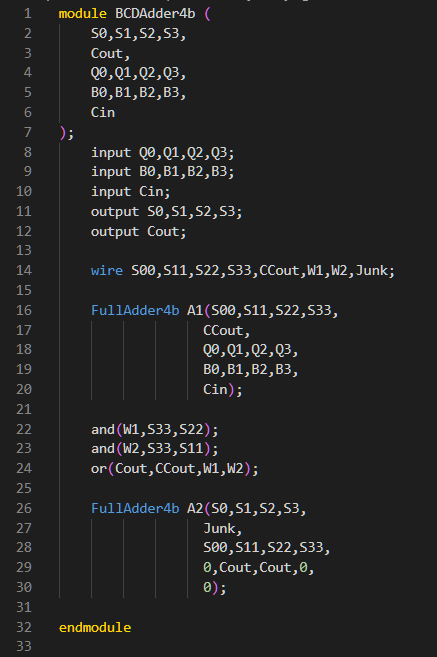 1 module BCDAdder4b (
2 S0,S1,S2,S3,
3 Cout,
4 Q0,Q1,Q2,Q3,
5 B0,B1,B2,B3,
6 Cin
7 );
8 input Q0,Q1,Q2,Q3;
9 input B0,B1,B2,B3;
10 input Cin;
11 output S0,S1,S2,S3;
12 output Cout;
13
14 wire S00,S11,S22,S33,CCout,W1,W2,Junk;
15
16 FullAdder4b A1(S00,S11,S22,S33,
17 CCout,
18 Q0,Q1,Q2,Q3,
19 B0,B1,B2,B3,
20 Cin);
21
22 and(W1,S33,S22);
23 and(W2,S33,S11);
24 or(Cout,CCout,W1,W2);
25
26 FullAdder4b A2(S0,S1,S2,S3,
27 Junk,
28 S00,S11,S22,S33,
29 0,Cout,Cout,0,
30 0);
31
32 endmodule
33